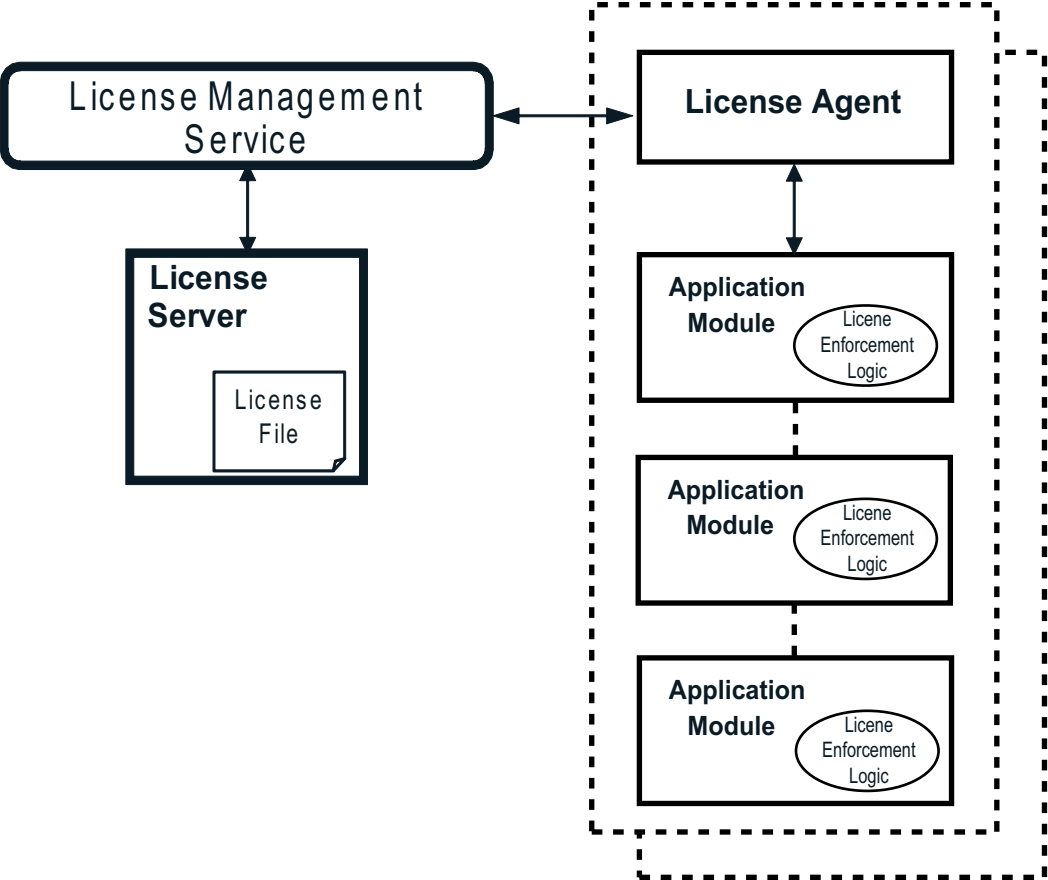 License Management
Service
License
Server
License
File
License Agent
Application
Module
Licene
Enforcement
Logic
Application
Module
Licene
Enforcement
Logic
Application
Module
Licene
Enforcement
Logic